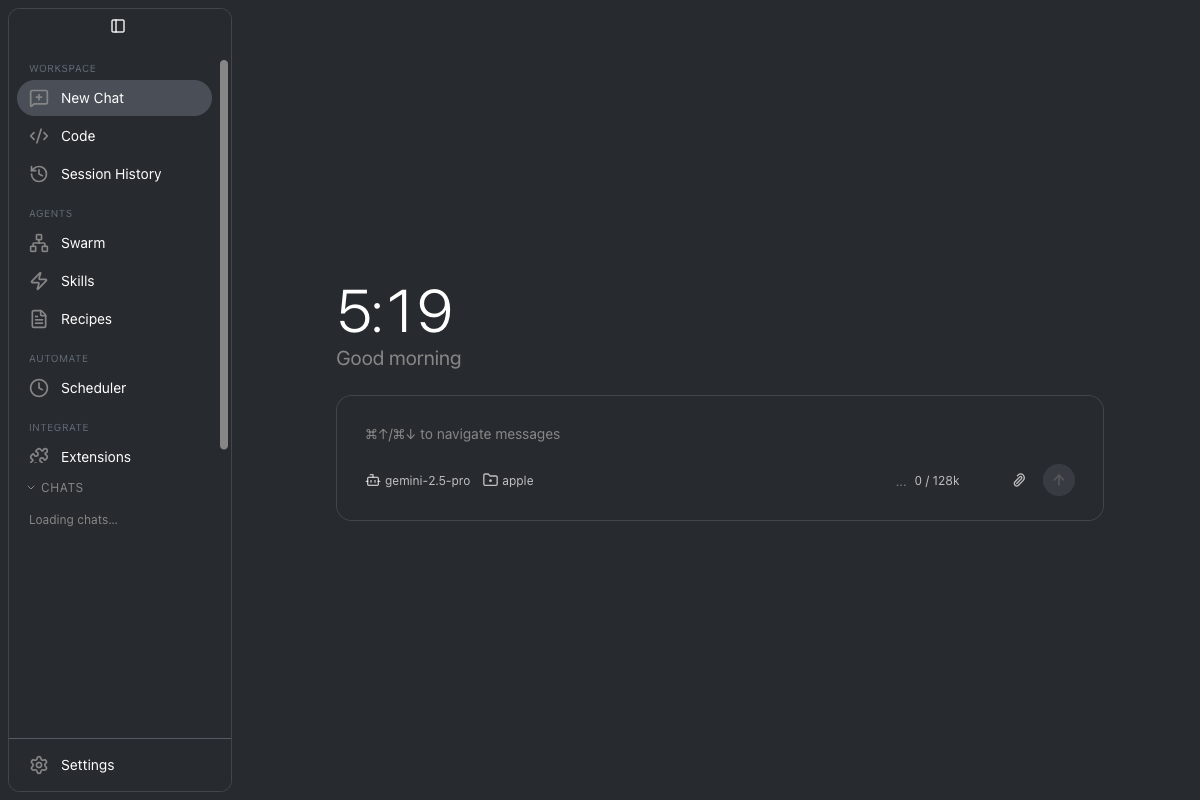 WORKSPACE
New Chat
Code
Session History
AGENTS
Swarm
Skills
Recipes
AUTOMATE
Scheduler
INTEGRATE
Extensions
CHATS
Loading chats...
Settings
5:19
Good morning
⌘↑/⌘↓ to navigate messages
gemini-2.5-pro apple ... 0 / 128k